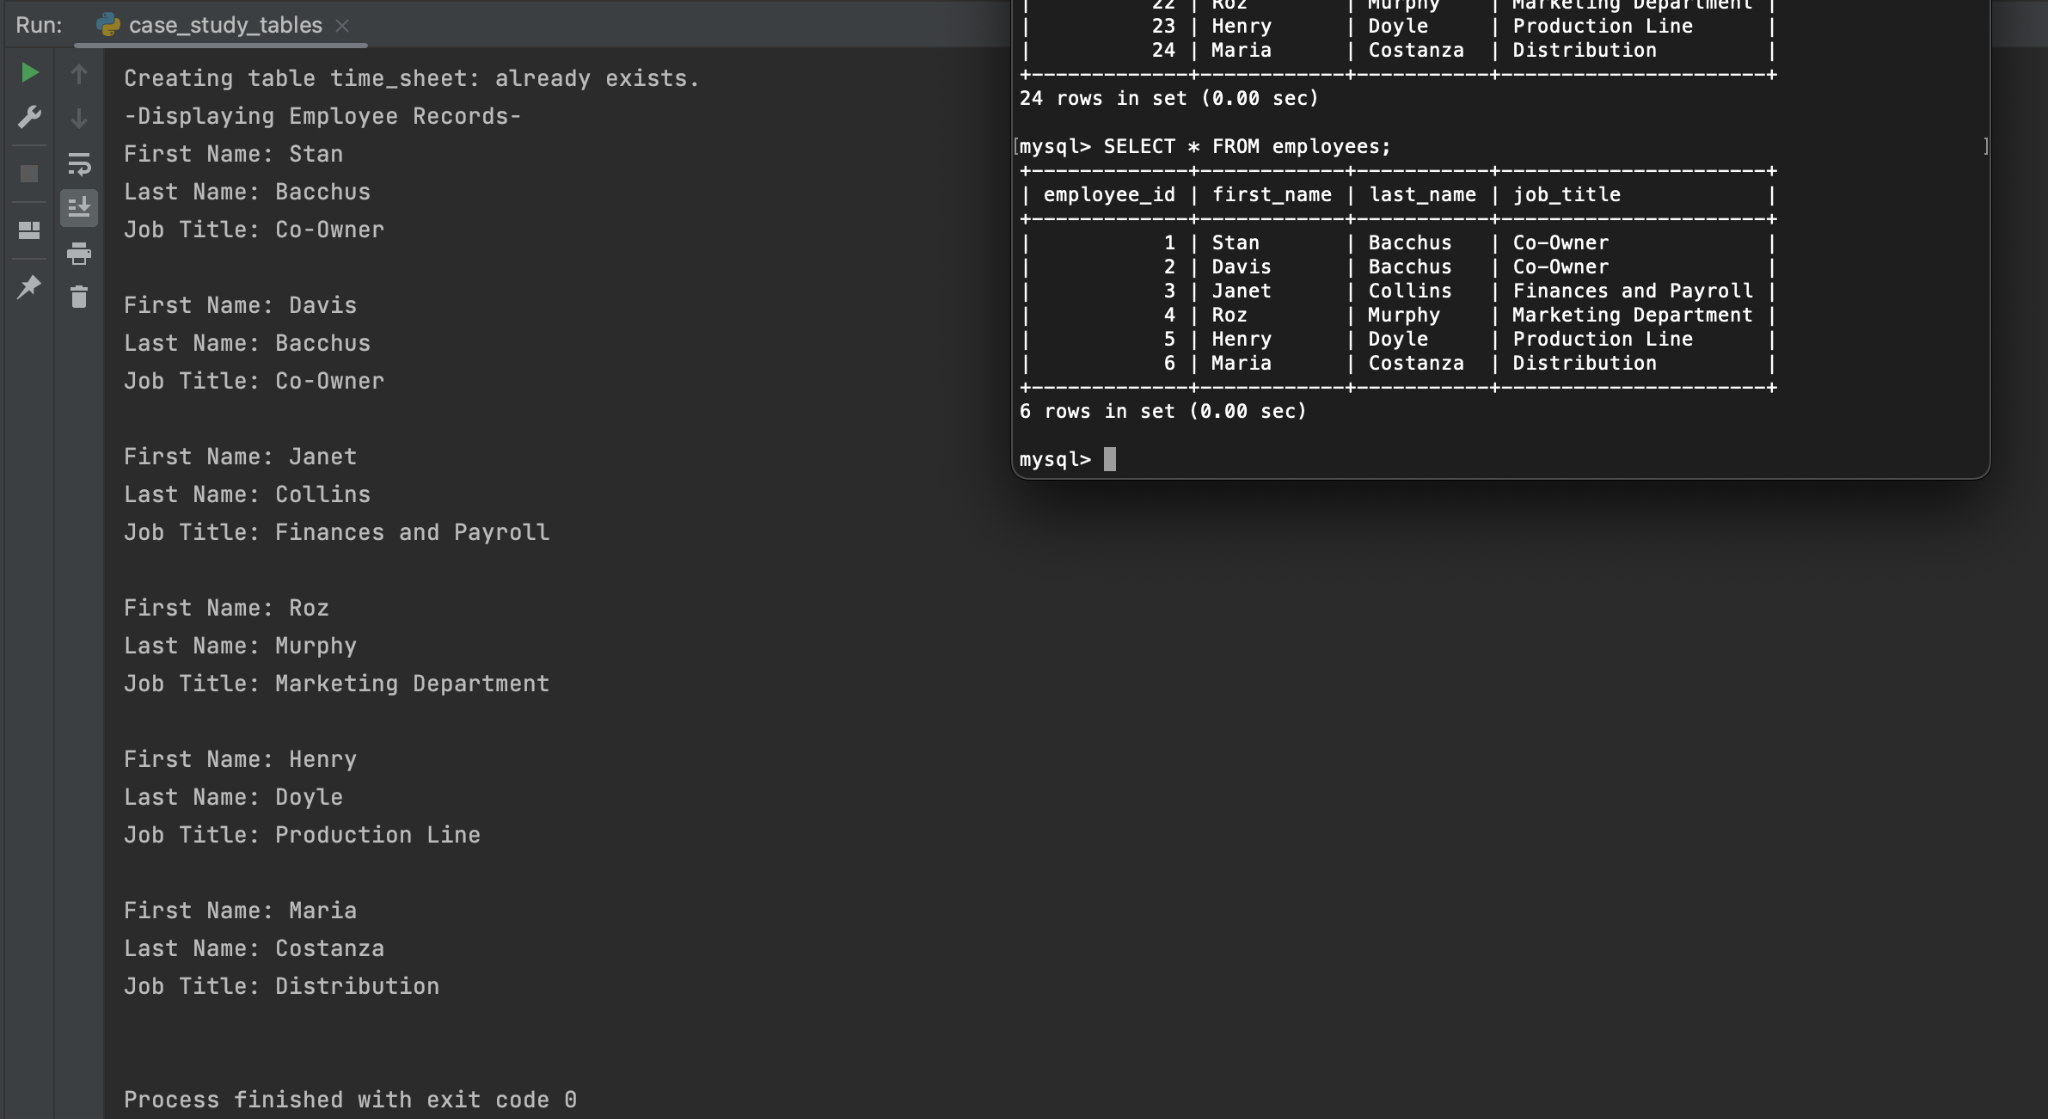 Run: case_study_tables
Creating table time_sheet: already exists.
-Displaying Employee Records-
First Name: Stan
Last Name: Bacchus
Job Title: Co-Owner
First Name: Davis
Last Name: Bacchus
Job Title: Co-Owner
First Name: Janet
Last Name: Collins
Job Title: Finances and Payroll
First Name: Roz
Last Name: Murphy
Job Title: Marketing Department
First Name: Henry
Last Name: Doyle
Job Title: Production Line
First Name: Maria
Last Name: Costanza
Job Title: Distribution
Process finished with exit code 0
| 22 | Roz | Murphy | Marketing Department |
| 23 | Henry | Doyle | Production Line |
| 24 | Maria | Costanza | Distribution |
+-------------+------------+-----------+----------------------+
24 rows in set (0.00 sec)
[mysql> SELECT * FROM employees; ]
+-------------+------------+-----------+----------------------+
| employee_id | first_name | last_name | job_title |
+-------------+------------+-----------+----------------------+
| 1 | Stan | Bacchus | Co-Owner |
| 2 | Davis | Bacchus | Co-Owner |
| 3 | Janet | Collins | Finances and Payroll |
| 4 | Roz | Murphy | Marketing Department |
| 5 | Henry | Doyle | Production Line |
| 6 | Maria | Costanza | Distribution |
+-------------+------------+-----------+----------------------+
6 rows in set (0.00 sec)
mysql>